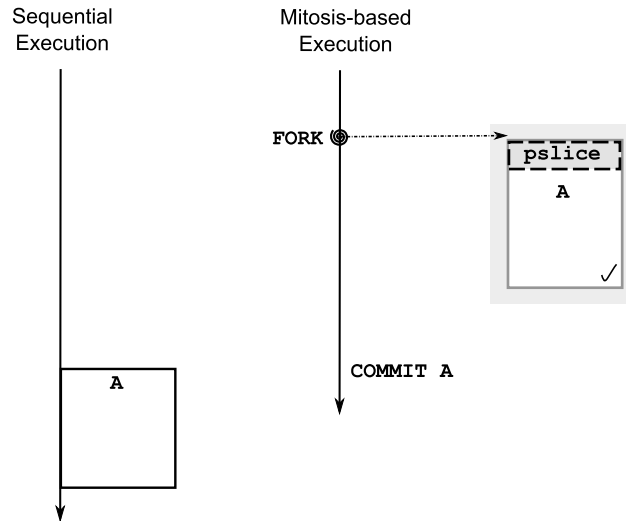 Sequential
Execution
Mitosis-based
Execution
FORK
pslice
A
COMMIT A
A